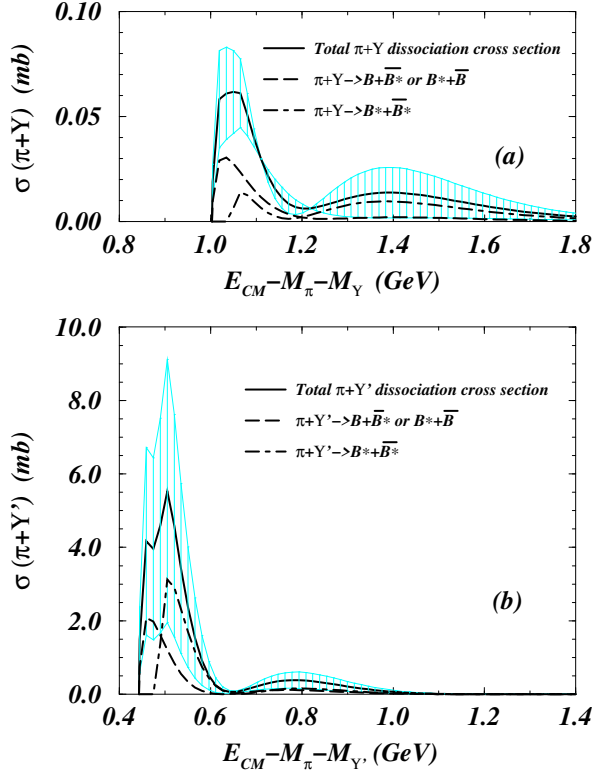 0.10
0.05
0.00
σ (π+Υ) (mb)
Total π+Υ dissociation cross section
π+Υ−>B+B̅* or B*+B̅
π+Υ−>B*+B̅*
(a)
0.8 1.0 1.2 1.4 1.6 1.8
E_CM−M_π−M_Υ (GeV)
10.0
8.0
6.0
4.0
2.0
0.0
σ (π+Υ') (mb)
Total π+Υ' dissociation cross section
π+Υ'−>B+B̅* or B*+B̅
π+Υ'−>B*+B̅*
(b)
0.4 0.6 0.8 1.0 1.2 1.4
E_CM−M_π−M_Υ' (GeV)